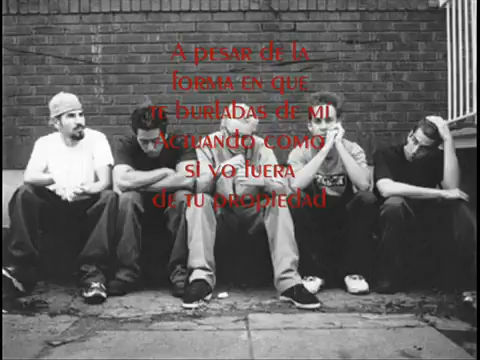 A pesar de la
forma en que
te burlabas de mi
Actuando como
si yo fuera
de tu propiedad